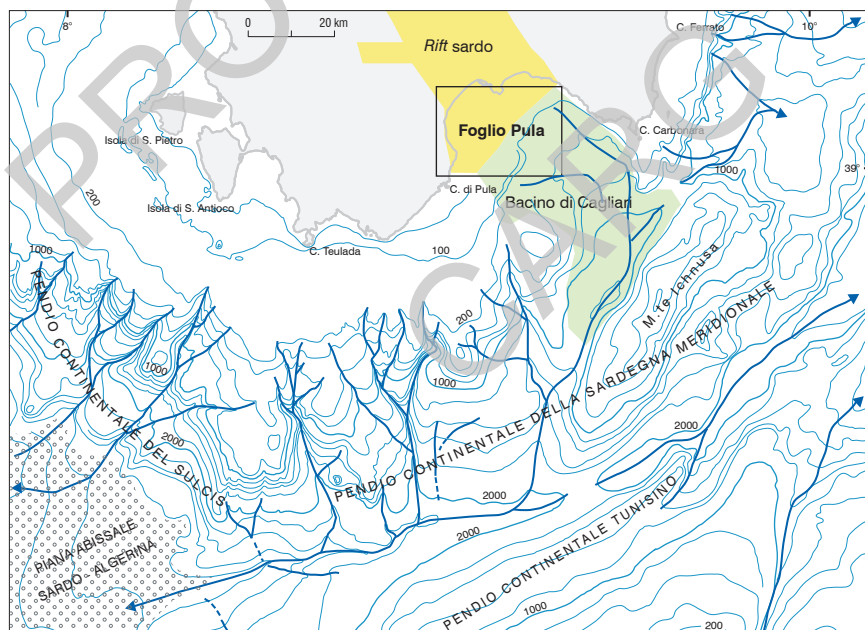 8°
10°
0 20 km
C. Ferrato
Rift sardo
PRO
CARG
Foglio Pula
C. Carbonara
Isola di S. Pietro
39°
1000
C. di Pula
200
Bacino di Cagliari
Isola di S. Antioco
1000
C. Teulada
100
M.te Ichnusa
200
PENDIO CONTINENTALE DEL SULCIS
1000
1000
PENDIO CONTINENTALE DELLA SARDEGNA MERIDIONALE
2000
2000
2000
2000
PIANA ABISSALE
SARDO - ALGERINA
PENDIO CONTINENTALE TUNISINO
1000
200